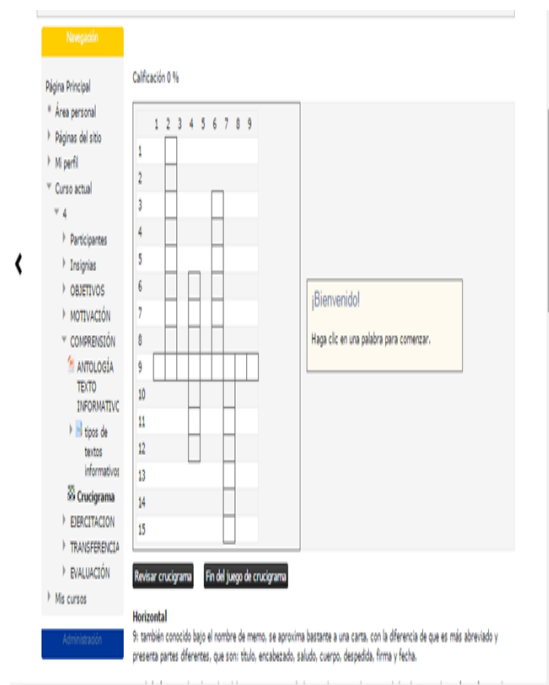 Navegación
Página Principal
Área personal
Páginas del sitio
Mi perfil
Curso actual
4
Participantes
Insignias
OBJETIVOS
MOTIVACIÓN
COMPRENSIÓN
ANTOLOGÍA
TEXTO
INFORMATIVO
tipos de
textos
informativos
Crucigrama
EJERCITACION
TRANSFERENCIA
EVALUACIÓN
Mis cursos
Administración
Calificación 0 %
1 2 3 4 5 6 7 8 9
1
2
3
4
5
6
7
8
9
10
11
12
13
14
15
¡Bienvenido!
Haga clic en una palabra para comenzar.
Revisar crucigrama Fin del juego de crucigrama
Horizontal
9: también conocido bajo el nombre de memo, se aproxima bastante a una carta, con la diferencia de que es más abreviado y
presenta partes diferentes, que son: título, encabezado, saludo, cuerpo, despedida, firma y fecha.